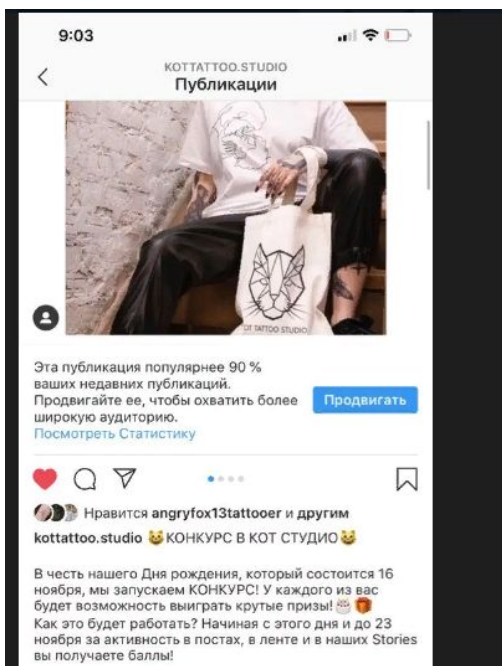 9:03
KOTTATTOO.STUDIO
Публикации
OT TATTOO STUDIO
Эта публикация популярнее 90 %
ваших недавних публикаций.
Продвигайте ее, чтобы охватить более
широкую аудиторию.
Продвигать
Посмотреть Статистику
Нравится angryfox13tattooer и другим
kottattoo.studio 😺КОНКУРС В КОТ СТУДИО😺
В честь нашего Дня рождения, который состоится 16
ноября, мы запускаем КОНКУРС! У каждого из вас
будет возможность выиграть крутые призы!🎂 🎁
Как это будет работать? Начиная с этого дня и до 23
ноября за активность в постах, в ленте и в наших Stories
вы получаете баллы!